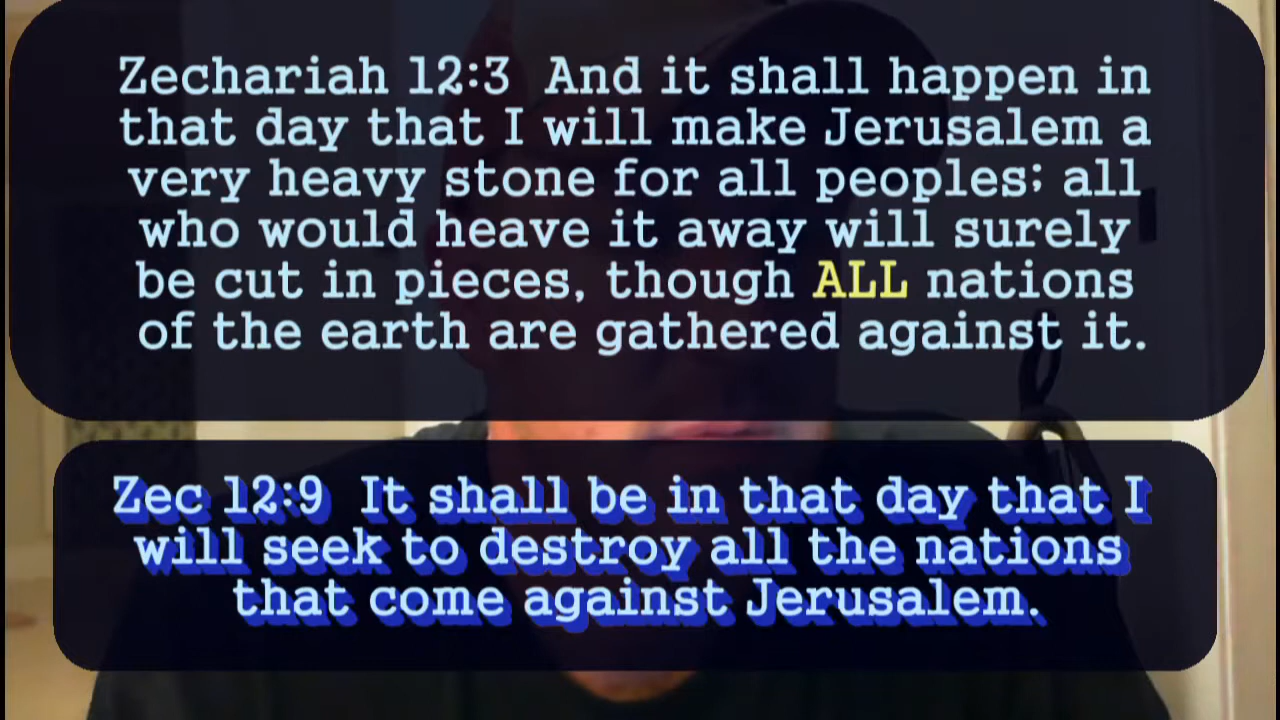 Zechariah 12:3 And it shall happen in
that day that I will make Jerusalem a
very heavy stone for all peoples; all
who would heave it away will surely
be cut in pieces, though ALL nations
of the earth are gathered against it.
Zec 12:9 It shall be in that day that I
will seek to destroy all the nations
that come against Jerusalem.